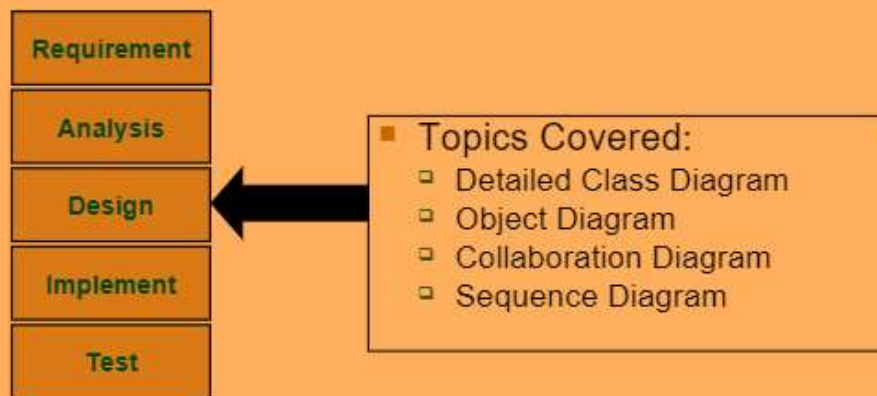 Requirement
Analysis
Design
Implement
Test
Topics Covered:
Detailed Class Diagram
Object Diagram
Collaboration Diagram
Sequence Diagram